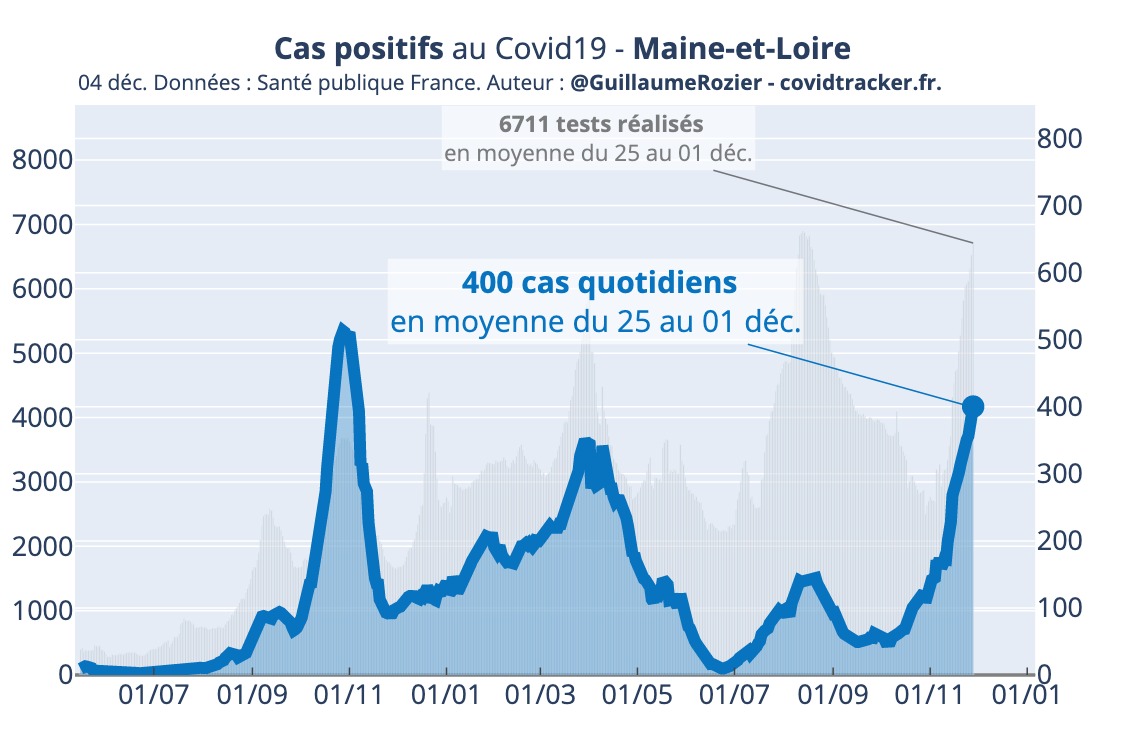 Cas positifs au Covid19 - Maine-et-Loire
04 déc. Données : Santé publique France. Auteur : @GuillaumeRozier - covidtracker.fr.
6711 tests réalisés
en moyenne du 25 au 01 déc.
400 cas quotidiens
en moyenne du 25 au 01 déc.
8000
7000
6000
5000
4000
3000
2000
1000
0
800
700
600
500
400
300
200
100
0
01/07 01/09 01/11 01/01 01/03 01/05 01/07 01/09 01/11 01/01